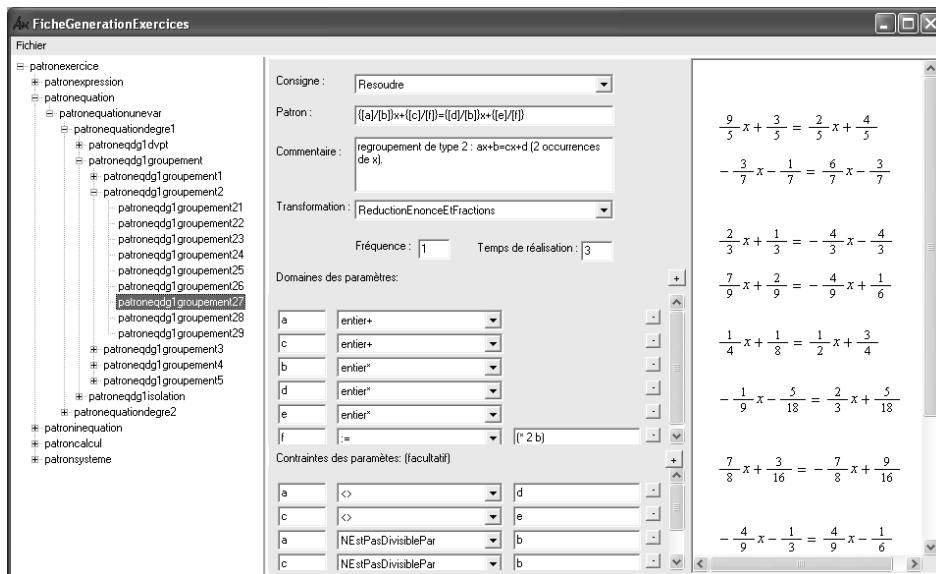 FicheGenerationExercices
Fichier
patronexercice
patronexpression
patronequation
patronequationunevar
patronequationdegre1
patroneqdg1dvpt
patroneqdg1groupement
patroneqdg1groupement1
patroneqdg1groupement2
patroneqdg1groupement21
patroneqdg1groupement22
patroneqdg1groupement23
patroneqdg1groupement24
patroneqdg1groupement25
patroneqdg1groupement26
patroneqdg1groupement27
patroneqdg1groupement28
patroneqdg1groupement29
patroneqdg1groupement3
patroneqdg1groupement4
patroneqdg1groupement5
patroneqdg1isolation
patronequationdegre2
patroninequation
patroncalcul
patronsysteme
Consigne : Resoudre
Patron : {[a]/[b]}x+{[c]/[f]}={[d]/[b]}x+{[e]/[f]}
Commentaire : regroupement de type 2 : ax+b=cx+d (2 occurrences
de x).
Transformation : ReductionEnonceEtFractions
Fréquence : 1 Temps de réalisation : 3
Domaines des paramètres: +
a entier+ -
c entier+ -
b entier* -
d entier* -
e entier* -
f := (* 2 b) -
Contraintes des paramètres: (facultatif) +
a <> d -
c <> e -
a NEstPasDivisiblePar b -
c NEstPasDivisiblePar b -
9/5 x + 3/5 = 2/5 x + 4/5
- 3/7 x - 1/7 = 6/7 x - 3/7
2/3 x + 1/3 = - 4/3 x - 4/3
7/9 x + 2/9 = - 4/9 x + 1/6
1/4 x + 1/8 = 1/2 x + 3/4
- 1/9 x - 5/18 = 2/3 x + 5/18
7/8 x + 3/16 = - 7/8 x + 9/16
- 4/9 x - 1/3 = 4/9 x - 1/6